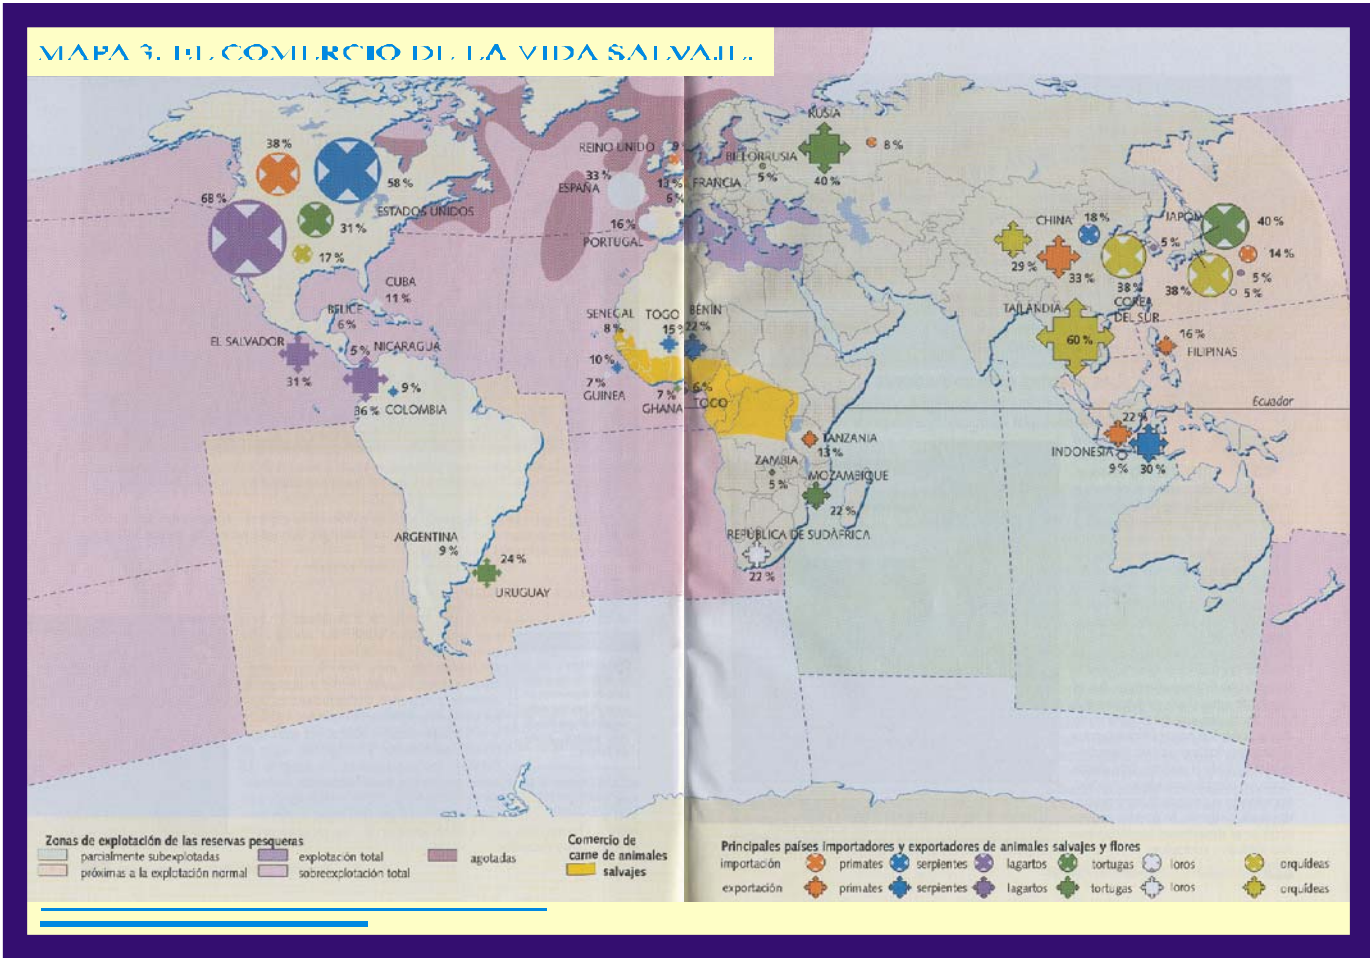 MAPA 3. EL COMERCIO DE LA VIDA SALVAJE.
RUSIA
38 %
REINO UNIDO
9
8 %
BIELORRUSIA
33 %
5 %
40 %
58 %
ESPAÑA
13 %
FRANCIA
68 %
6 %
ESTADOS UNIDOS
CHINA
18 %
JAPÓN
40 %
31 %
16 %
PORTUGAL
5 %
14 %
17 %
29 %
33 %
5 %
CUBA
38 %
38 %
5 %
11 %
COREA
DEL SUR
BELICE
6 %
SENEGAL
TOGO
BENÍN
TAILANDIA
8 %
15 %
22 %
16 %
EL SALVADOR
5 %
NICARAGUA
60 %
FILIPINAS
10 %
31 %
9 %
7 %
GUINEA
7 %
6 %
Ecuador
36 %
COLOMBIA
GHANA
TOGO
22 %
TANZANIA
13 %
INDONESIA
ZAMBIA
9 %
30 %
5 %
MOZAMBIQUE
22 %
ARGENTINA
9 %
REPÚBLICA DE SUDÁFRICA
24 %
22 %
URUGUAY
Zonas de explotación de las reservas pesqueras
parcialmente subexplotadas
explotación total
agotadas
próximas a la explotación normal
sobreexplotación total
Comercio de
carne de animales
salvajes
Principales países importadores y exportadores de animales salvajes y flores
importación primates serpientes lagartos tortugas loros orquídeas
exportación primates serpientes lagartos tortugas loros orquídeas